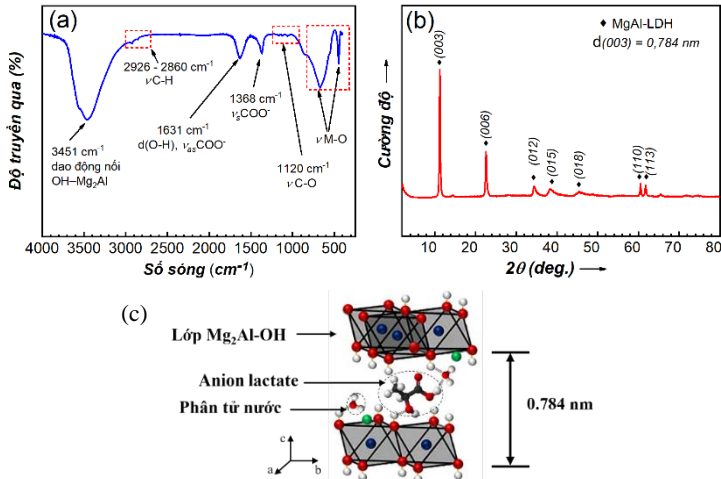 (a)
Độ truyền qua (%)
2926 - 2860 cm⁻¹
νC-H
3451 cm⁻¹
dao động nối
OH–Mg₂Al
1631 cm⁻¹
d(O-H), νₐₛCOO⁻
1368 cm⁻¹
νₛCOO⁻
1120 cm⁻¹
νC-O
νM-O
4000 3500 3000 2500 2000 1500 1000 500
Số sóng (cm⁻¹)
(b)
Cường độ
♦ MgAl-LDH
d(003) = 0,784 nm
(003)
(006)
(012)
(015)
(018)
(110)
(113)
10 20 30 40 50 60 70 80
2θ (deg.)
(c)
Lớp Mg₂Al-OH
Anion lactate
Phân tử nước
0.784 nm
c
a
b